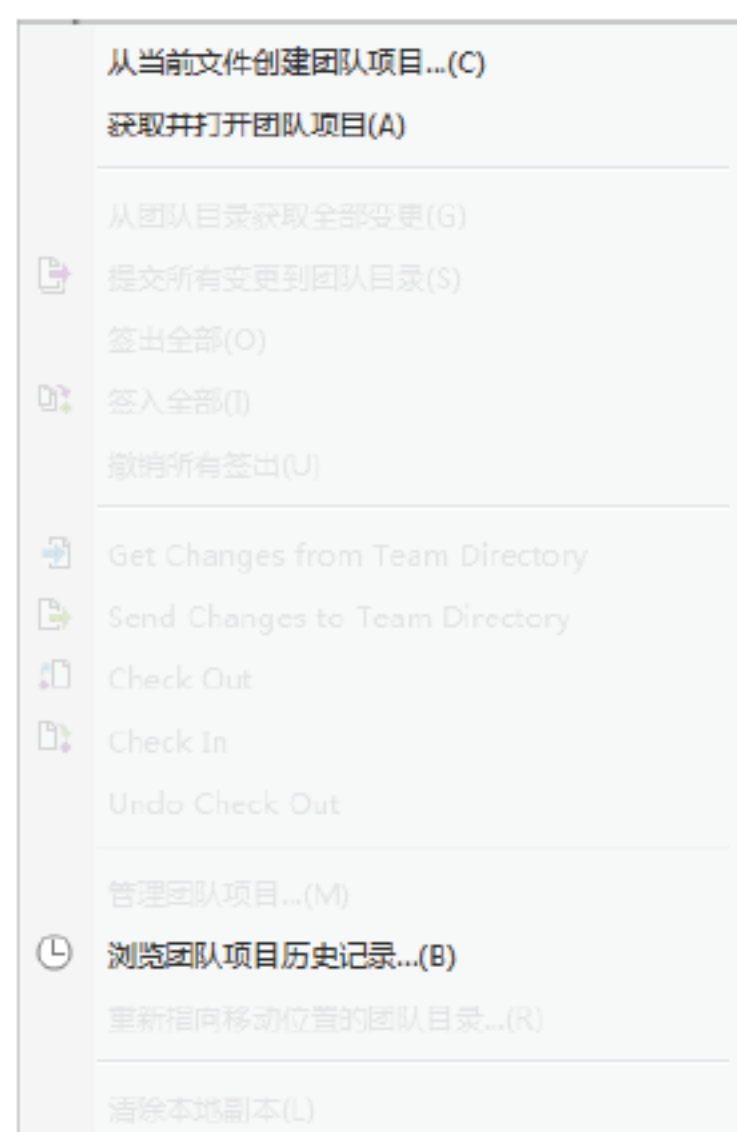 从当前文件创建团队项目...(C)
获取并打开团队项目(A)
从团队目录获取全部变更(G)
提交所有变更到团队目录(S)
签出全部(O)
签入全部(I)
撤销所有签出(U)
Get Changes from Team Directory
Send Changes to Team Directory
Check Out
Check In
Undo Check Out
管理团队项目...(M)
浏览团队项目历史记录...(B)
重新指向移动位置的团队目录...(R)
清除本地副本(L)